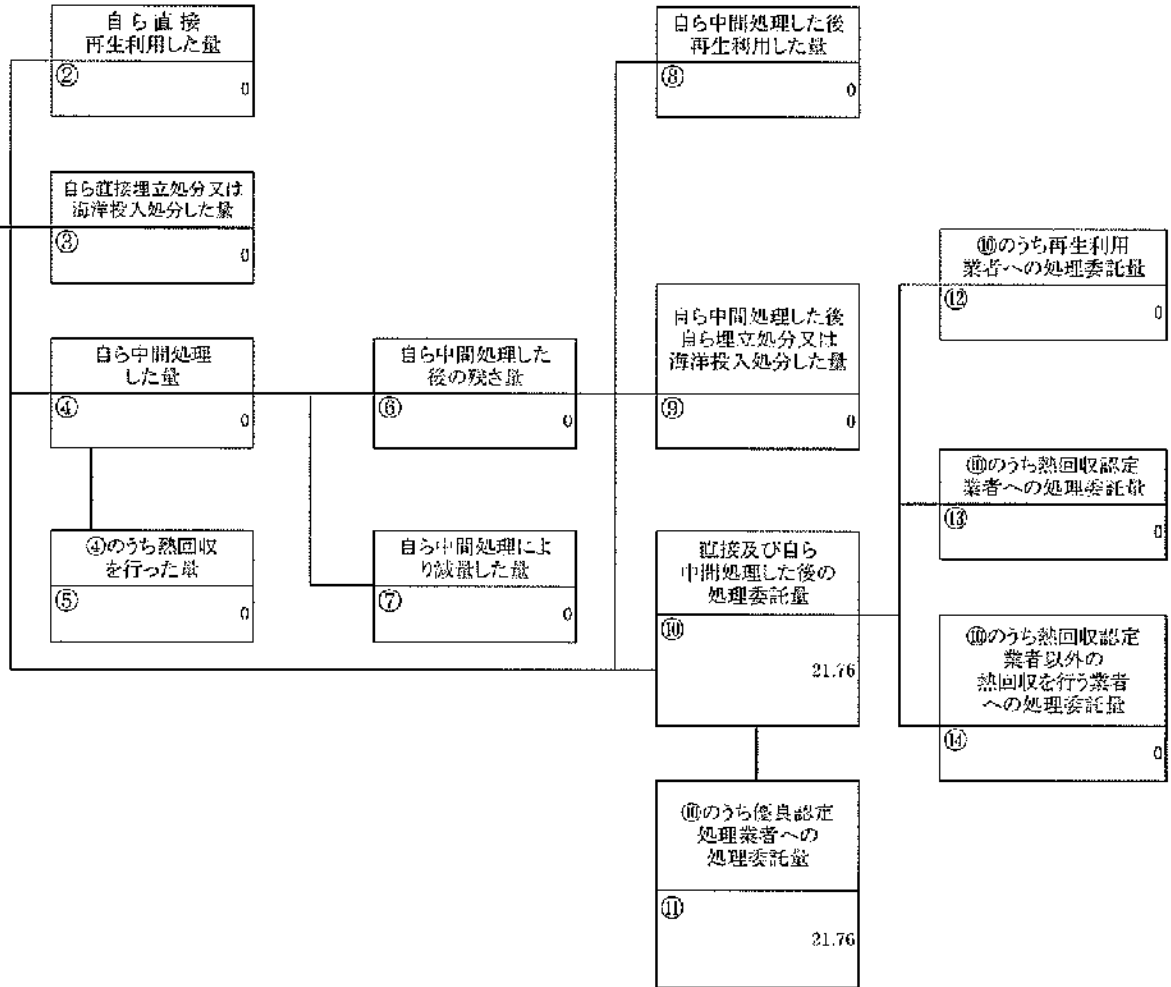 自ら直接
再生利用した量
②
0
自ら直接埋立処分又は
海洋投入処分した量
③
0
自ら中間処理
した量
④
0
④のうち熱回収
を行った量
⑤
0
自ら中間処理した
後の残さ量
⑥
0
自ら中間処理によ
り減量した量
⑦
0
自ら中間処理した後
再生利用した量
⑧
0
自ら中間処理した後
自ら埋立処分又は
海洋投入処分した量
⑨
0
直接及び自ら
中間処理した後の
処理委託量
⑩
21.76
⑩のうち優良認定
処理業者への
処理委託量
⑪
21.76
⑩のうち再生利用
業者への処理委託量
⑫
0
⑩のうち熱回収認定
業者への処理委託量
⑬
0
⑩のうち熱回収認定
業者以外の
熱回収を行う業者
への処理委託量
⑭
0